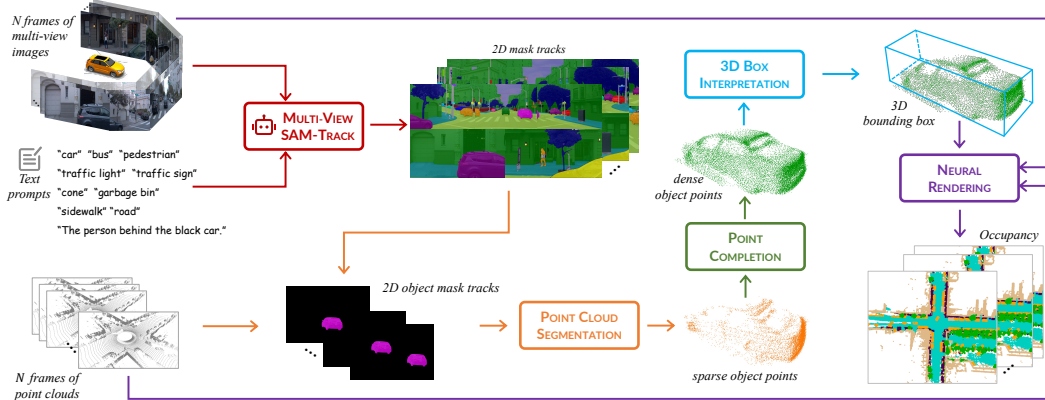 N frames of
multi-view
images
Text
prompts
"car" "bus" "pedestrian"
"traffic light" "traffic sign"
"cone" "garbage bin"
"sidewalk" "road"
"The person behind the black car."
MULTI-VIEW
SAM-TRACK
2D mask tracks
N frames of
point clouds
2D object mask tracks
POINT CLOUD
SEGMENTATION
sparse object points
POINT
COMPLETION
dense
object points
3D BOX
INTERPRETATION
3D
bounding box
NEURAL
RENDERING
Occupancy